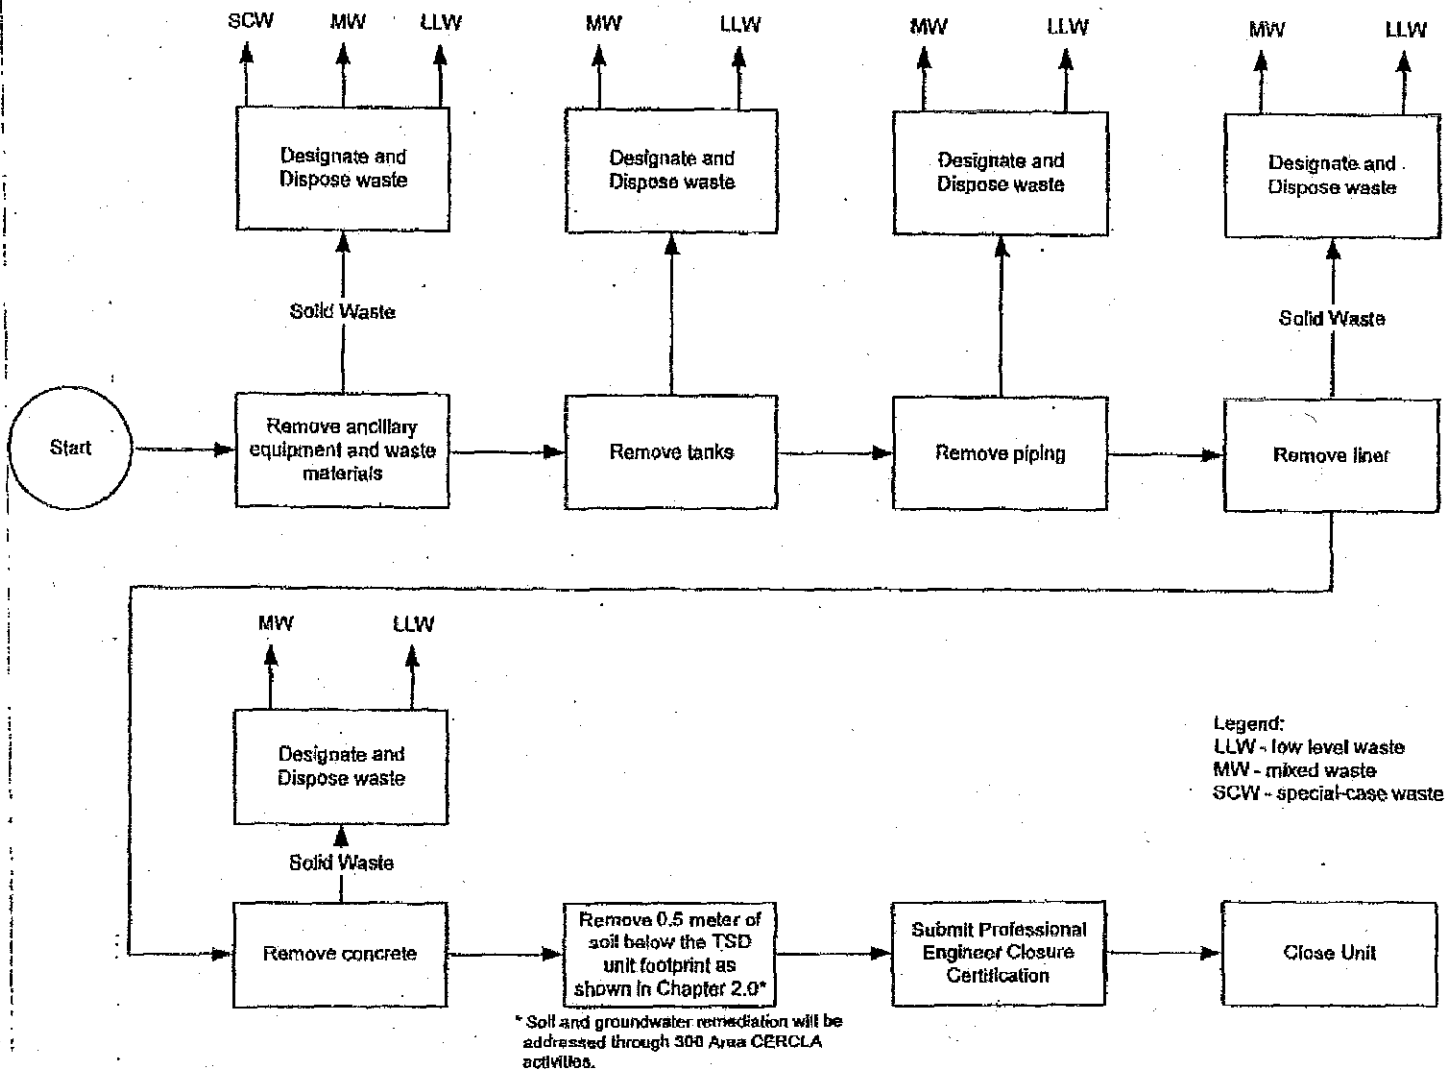 SCW MW LLW
MW LLW
MW LLW
MW LLW
Designate and
Dispose waste
Designate and
Dispose waste
Designate and
Dispose waste
Designate and
Dispose waste
Solid Waste
Solid Waste
Start
Remove ancillary
equipment and waste
materials
Remove tanks
Remove piping
Remove liner
MW LLW
Designate and
Dispose waste
Solid Waste
Legend:
LLW - low level waste
MW - mixed waste
SCW - special-case waste
Remove concrete
Remove 0.5 meter of
soil below the TSD
unit footprint as
shown in Chapter 2.0*
Submit Professional
Engineer Closure
Certification
Close Unit
* Soil and groundwater remediation will be
addressed through 300 Area CERCLA
activities.